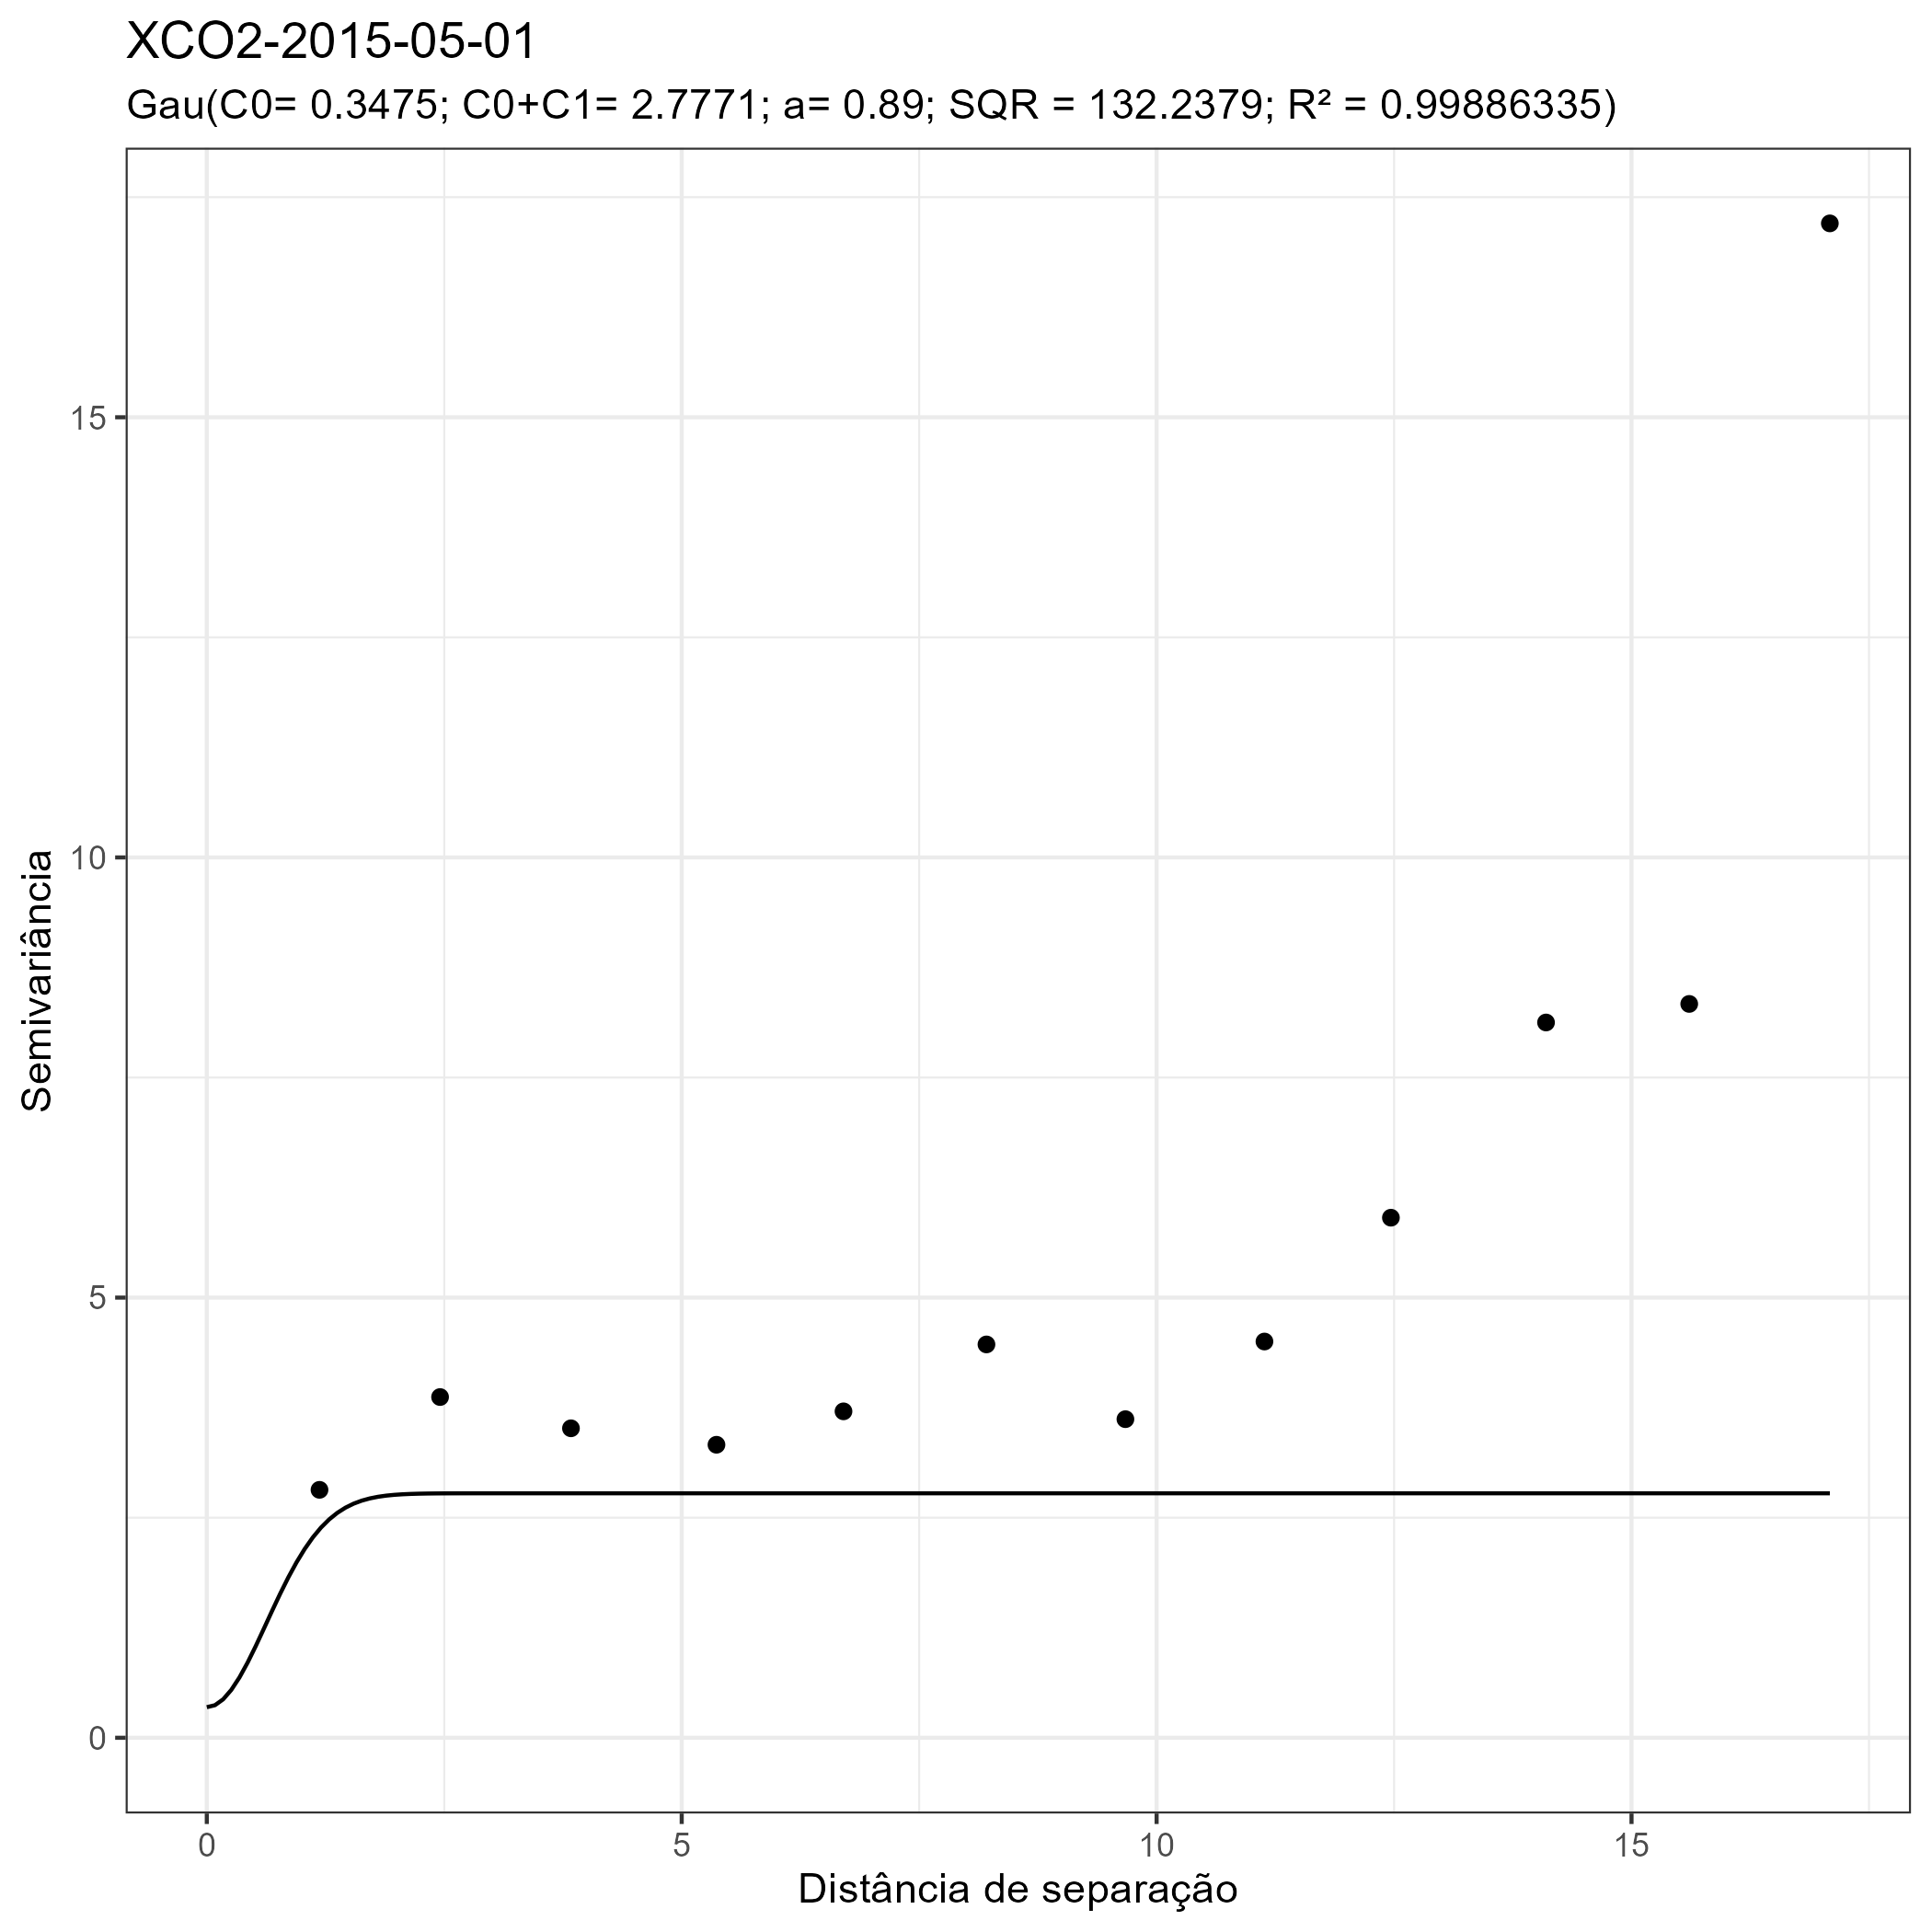 XCO2-2015-05-01
Gau(C0= 0.3475; C0+C1= 2.7771; a= 0.89; SQR = 132.2379; R² = 0.99886335)
15
10
5
0
Semivariância
0 5 10 15
Distância de separação